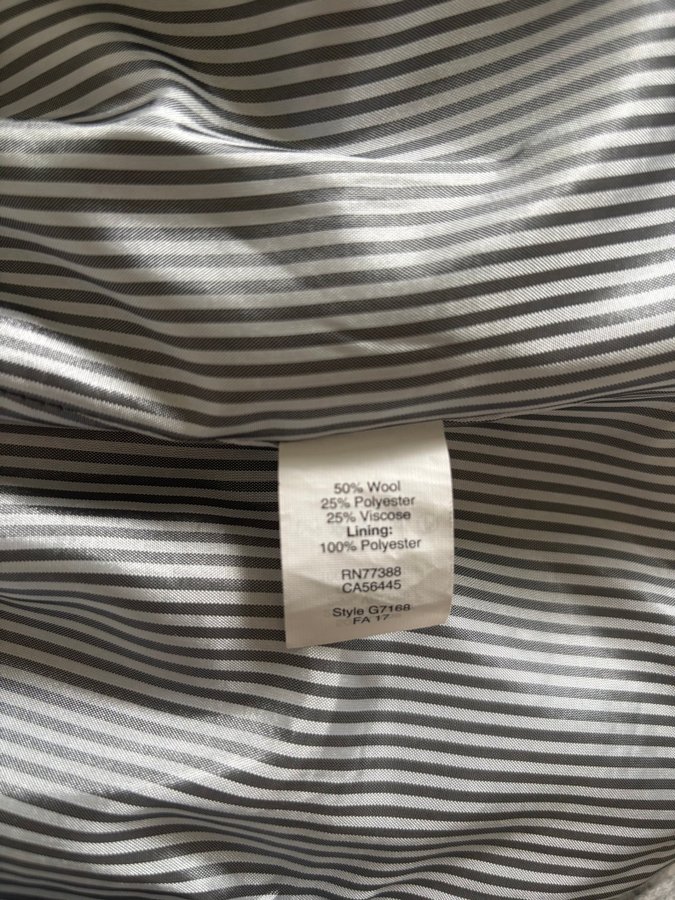 50% Wool
25% Polyester
25% Viscose
Lining:
100% Polyester
RN77388
CA56445
Style G7168
FA 17